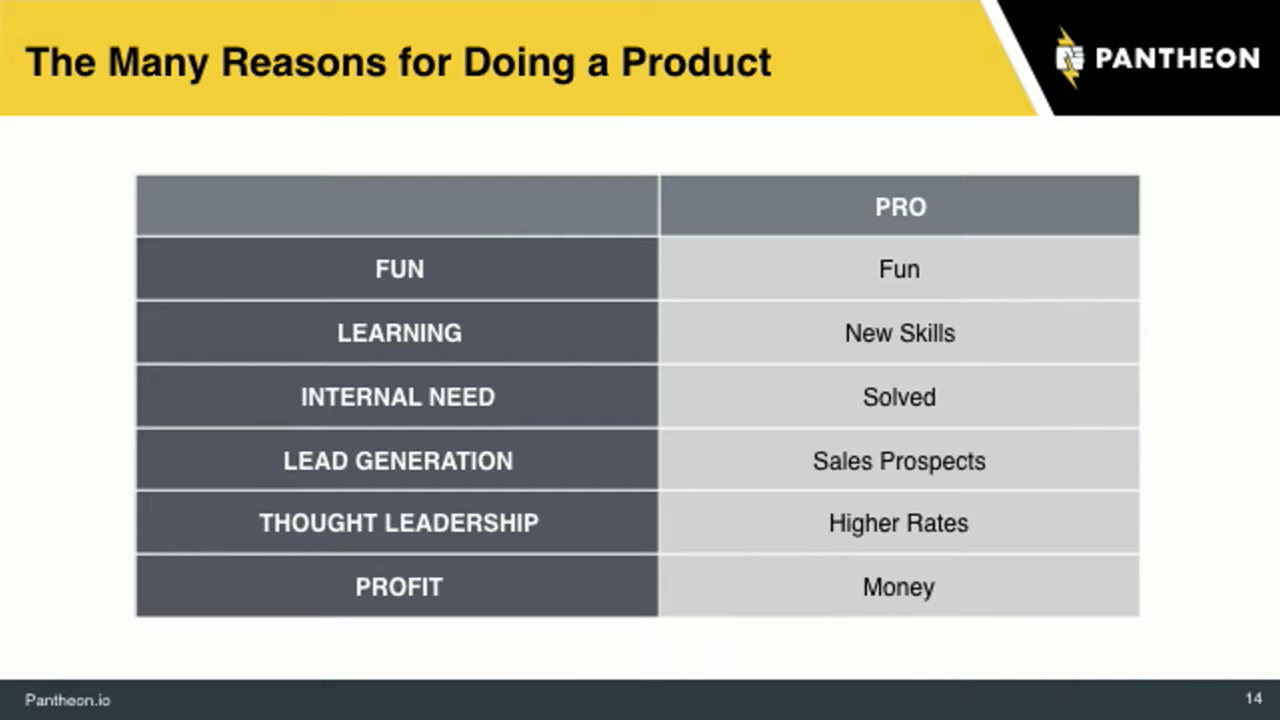 The Many Reasons for Doing a Product
PANTHEON
PRO
FUN Fun
LEARNING New Skills
INTERNAL NEED Solved
LEAD GENERATION Sales Prospects
THOUGHT LEADERSHIP Higher Rates
PROFIT Money
Pantheon.io 14